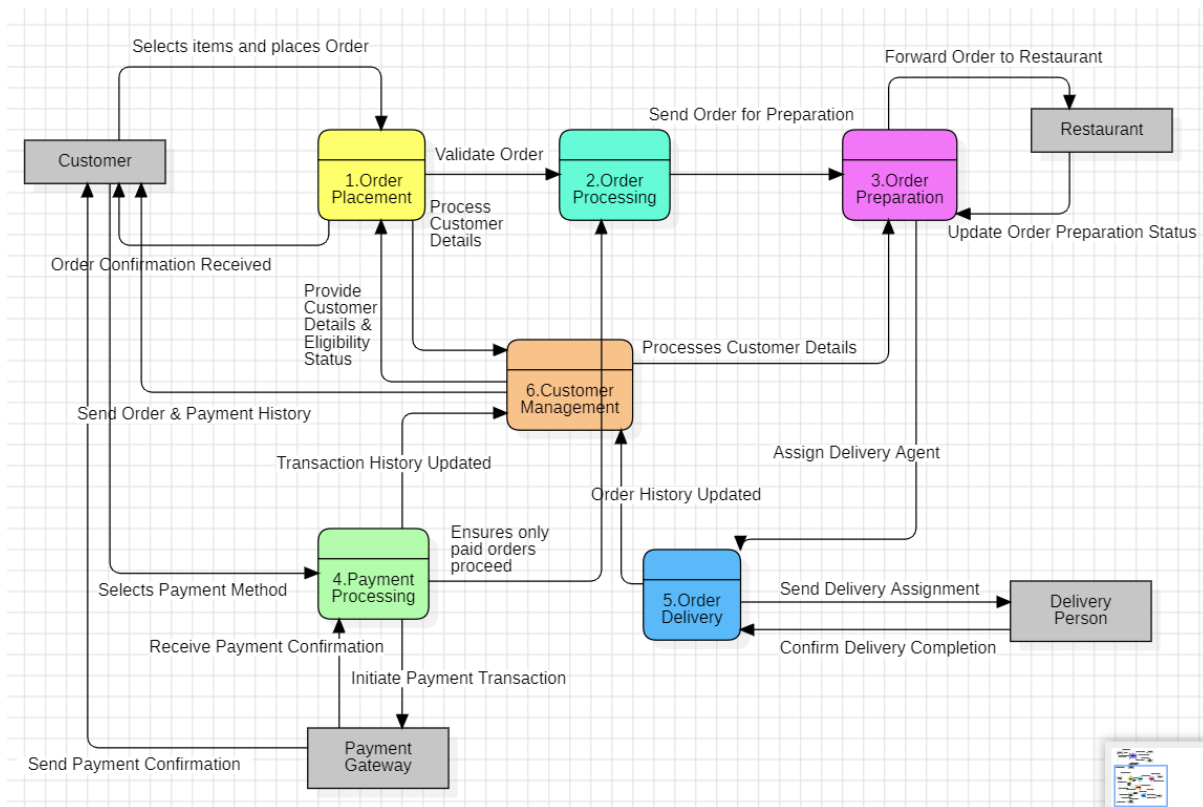 Selects items and places Order
Forward Order to Restaurant
Send Order for Preparation
Restaurant
Customer
Validate Order
1.Order
Placement
2.Order
Processing
3.Order
Preparation
Process
Customer
Details
Update Order Preparation Status
Order Confirmation Received
Provide
Customer
Details &
Eligibility
Status
Processes Customer Details
6.Customer
Management
Send Order & Payment History
Transaction History Updated
Assign Delivery Agent
Order History Updated
Ensures only
paid orders
proceed
4.Payment
Processing
Selects Payment Method
5.Order
Delivery
Send Delivery Assignment
Delivery
Person
Receive Payment Confirmation
Confirm Delivery Completion
Initiate Payment Transaction
Payment
Gateway
Send Payment Confirmation